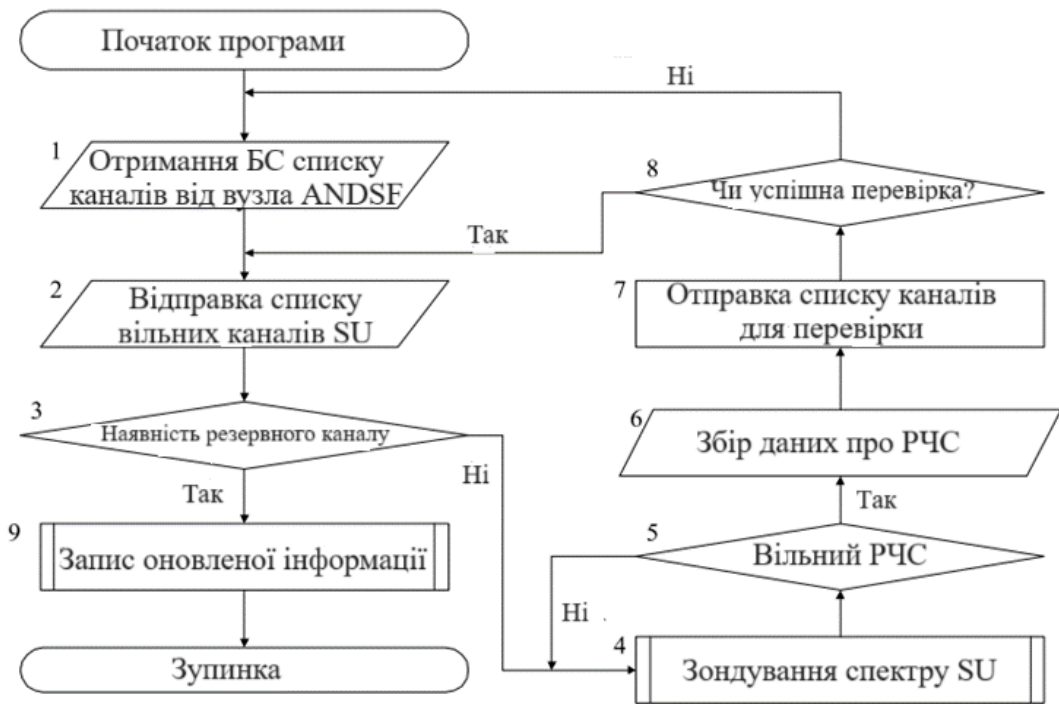 Початок програми
Ні
1
Отримання БС списку
каналів від вузла ANDSF
8
Чи успішна перевірка?
Так
2
Відправка списку
вільних каналів SU
7
Отправка списку каналів
для перевірки
3
Наявність резервного каналу
6
Збір даних про РЧС
Ні
Так
Так
9
Запис оновленої інформації
5
Вільний РЧС
Ні
Зупинка
4
Зондування спектру SU